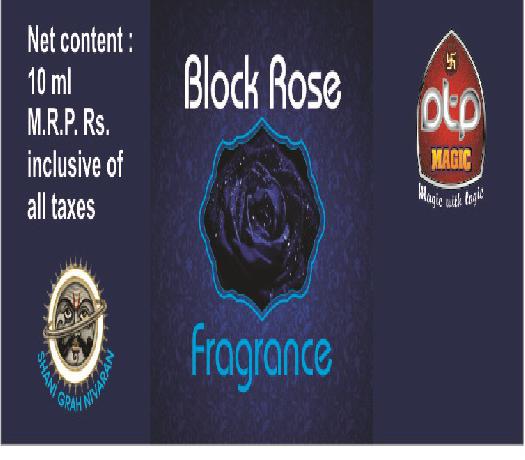 Net content :
10 ml
M.R.P. Rs.
inclusive of
all taxes
SHANI GRAH NIVARAN
Block Rose
Fragrance
OTP
MAGIC
Magic with Logic